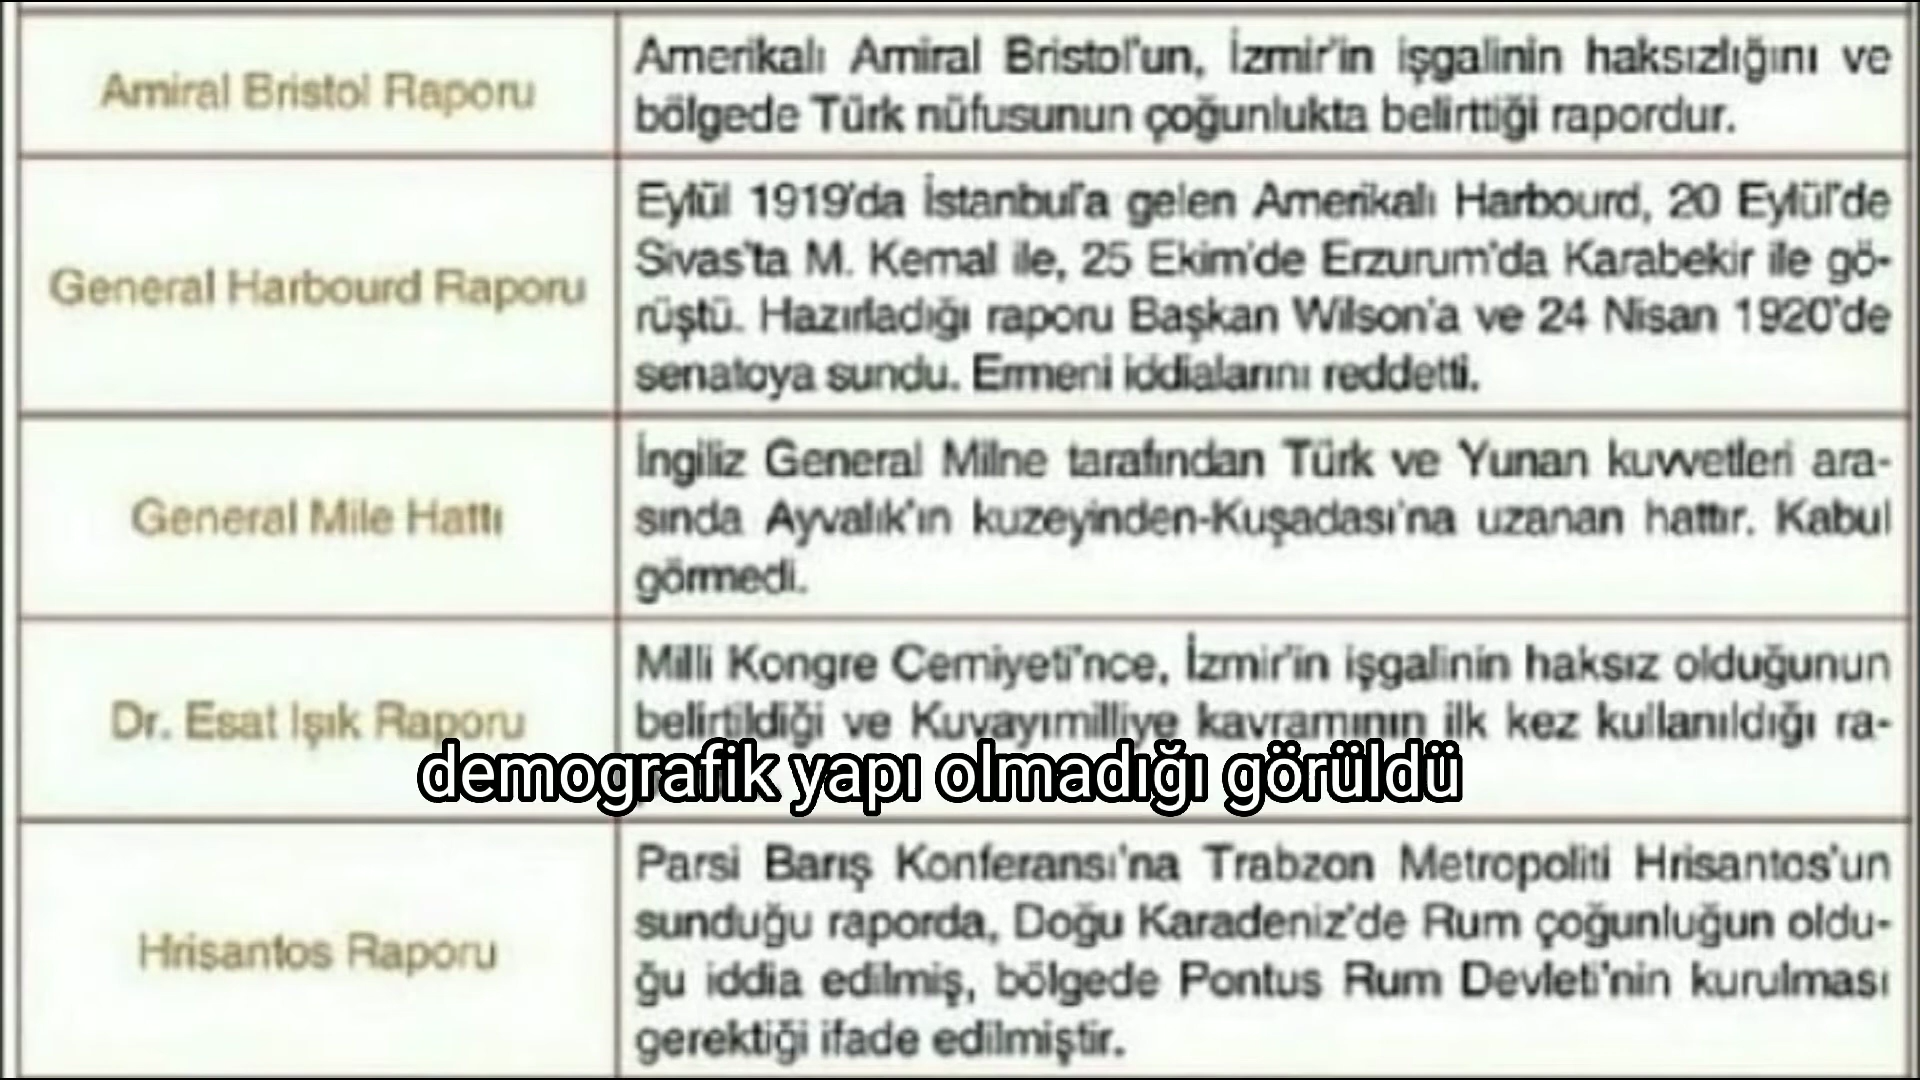 Amiral Bristol Raporu
Amerikalı Amiral Bristol'un, İzmir'in işgalinin haksızlığını ve
bölgede Türk nüfusunun çoğunlukta belirttiği rapordur.
General Harbourd Raporu
Eylül 1919'da İstanbul'a gelen Amerikalı Harbourd, 20 Eylül'de
Sivas'ta M. Kemal ile, 25 Ekim'de Erzurum'da Karabekir ile gö-
rüştü. Hazırladığı raporu Başkan Wilson'a ve 24 Nisan 1920'de
senatoya sundu. Ermeni iddialarını reddetti.
General Mile Hattı
İngiliz General Milne tarafından Türk ve Yunan kuvvetleri ara-
sında Ayvalık'ın kuzeyinden-Kuşadası'na uzanan hattır. Kabul
görmedi.
Dr. Esat Işık Raporu
Milli Kongre Cemiyeti'nce, İzmir'in işgalinin haksız olduğunun
belirtildiği ve Kuvayımilliye kavramının ilk kez kullanıldığı ra-
demografik yapı olmadığı görüldü
Hrisantos Raporu
Parsi Barış Konferansı'na Trabzon Metropoliti Hrisantos'un
sunduğu raporda, Doğu Karadeniz'de Rum çoğunluğun oldu-
ğu iddia edilmiş, bölgede Pontus Rum Devleti'nin kurulması
gerektiği ifade edilmiştir.